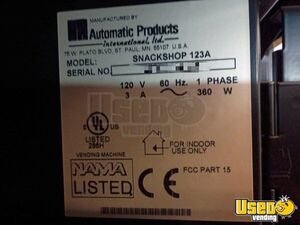 MANUFACTURED BY
Automatic Products
international, ltd.
75 W. PLATO BLVD. ST. PAUL, MN 55107 U.S.A.
MODEL: SNACKSHOP 123A
SERIAL NO.
120 V 60 Hz. 1 PHASE
3 A 360 W
UL
LISTED
FOR INDOOR
USE ONLY
VENDING MACHINE
FCC PART 15
NAMA
LISTED
CE
Used
vending
Used
vending